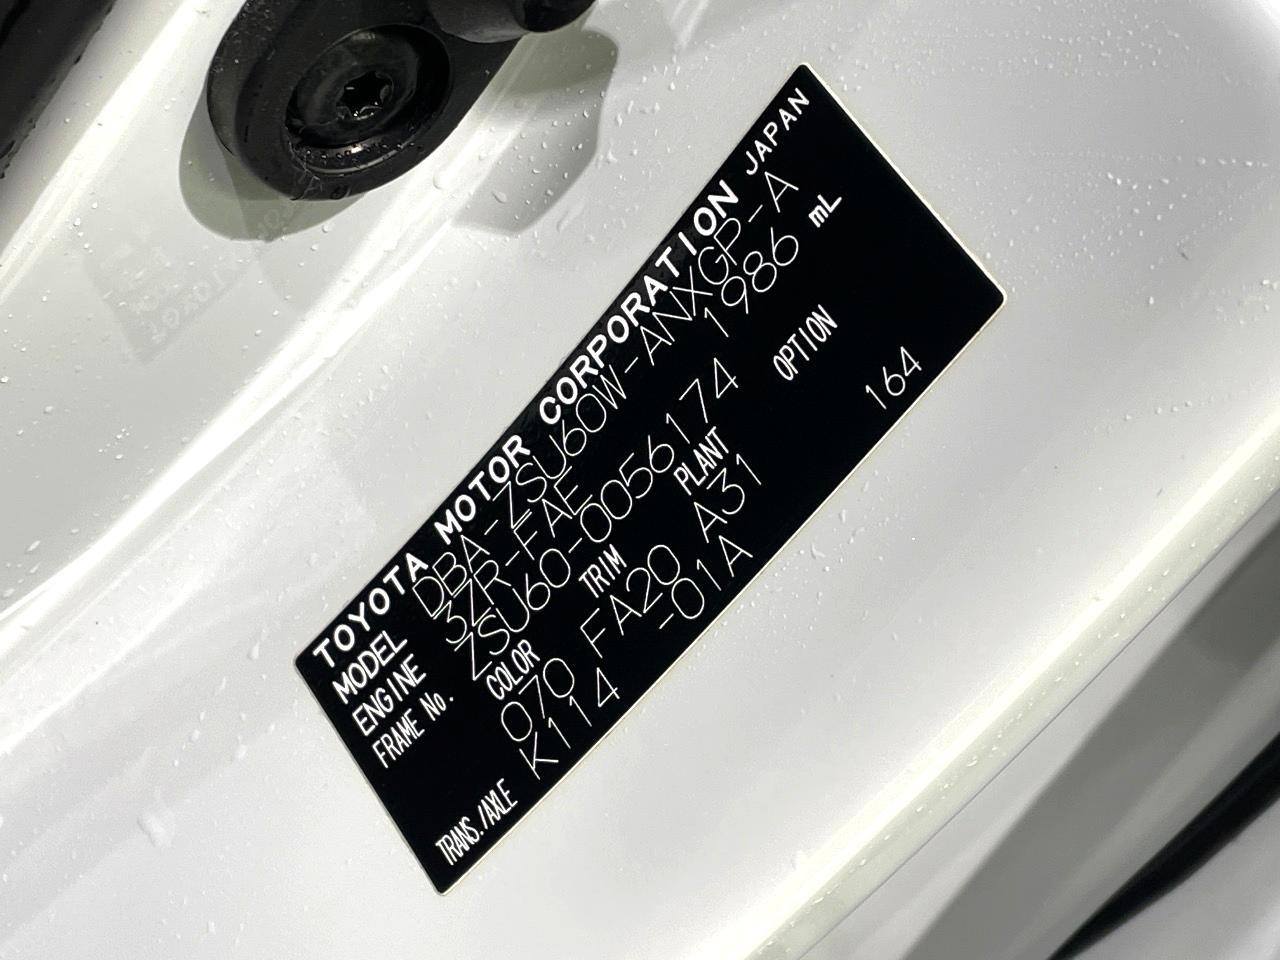 TOYOTA MOTOR CORPORATION JAPAN
MODEL DBA-ZSU60W-ANXGP-A
ENGINE 3ZR-FAE 1986 mL
FRAME No. ZSU60-0056174
COLOR TRIM PLANT OPTION
070 FA20 A31 164
TRANS./AXLE K114 -01A